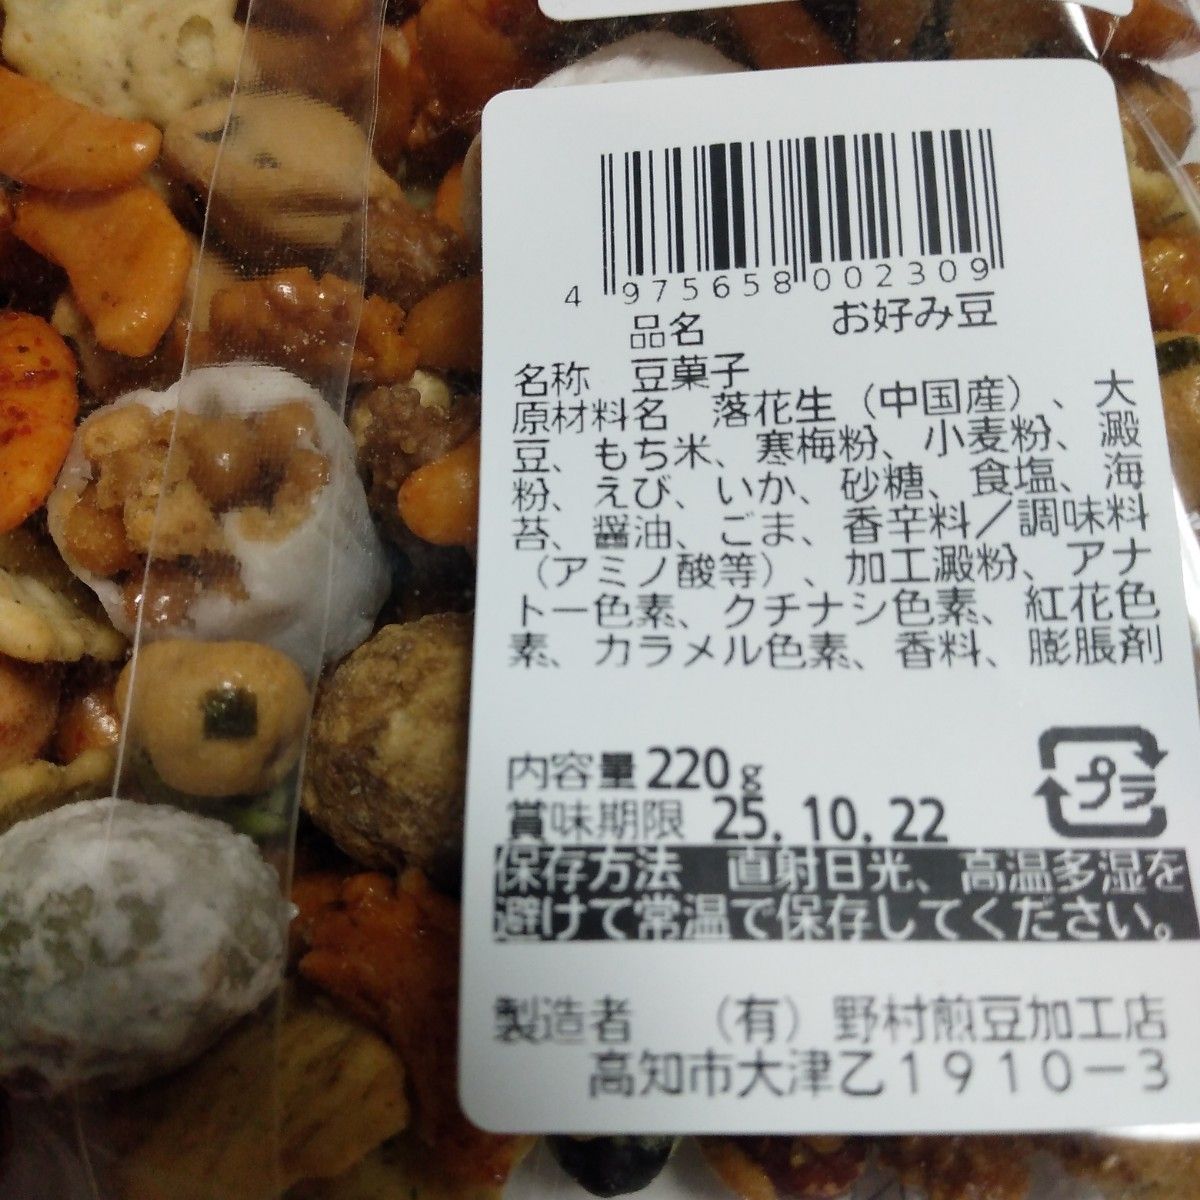 4 975658 002309
品名 お好み豆
名称 豆菓子
原材料名 落花生（中国産）、大
豆、もち米、寒梅粉、小麦粉、澱
粉、えび、いか、砂糖、食塩、海
苔、醤油、ごま、香辛料／調味料
（アミノ酸等）、加工澱粉、アナ
トー色素、クチナシ色素、紅花色
素、カラメル色素、香料、膨脹剤
内容量 220g
賞味期限 25.10.22
プラ
保存方法 直射日光、高温多湿を
避けて常温で保存してください。
製造者 （有）野村煎豆加工店
高知市大津乙1910－3